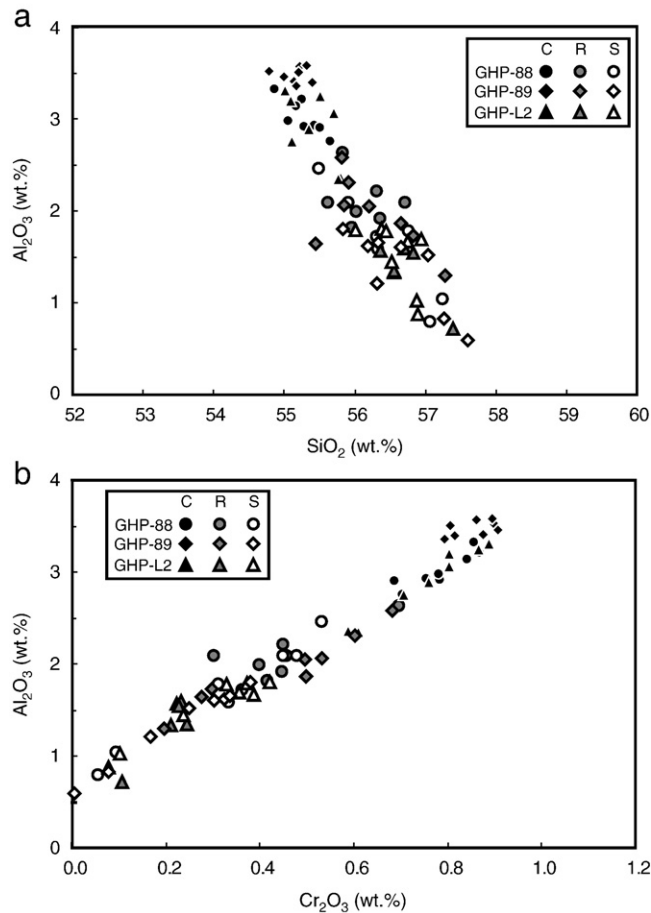 a
4
3
2
1
0
Al₂O₃ (wt.%)
C R S
GHP-88
GHP-89
GHP-L2
52 53 54 55 56 57 58 59 60
SiO₂ (wt.%)
b
4
3
2
1
0
Al₂O₃ (wt.%)
C R S
GHP-88
GHP-89
GHP-L2
0.0 0.2 0.4 0.6 0.8 1.0 1.2
Cr₂O₃ (wt.%)